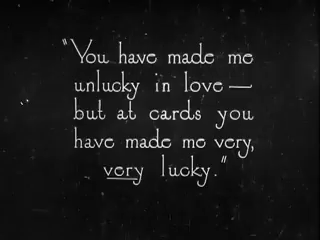 "You have made me
unlucky in love —
but at cards you
have made me very,
very lucky."